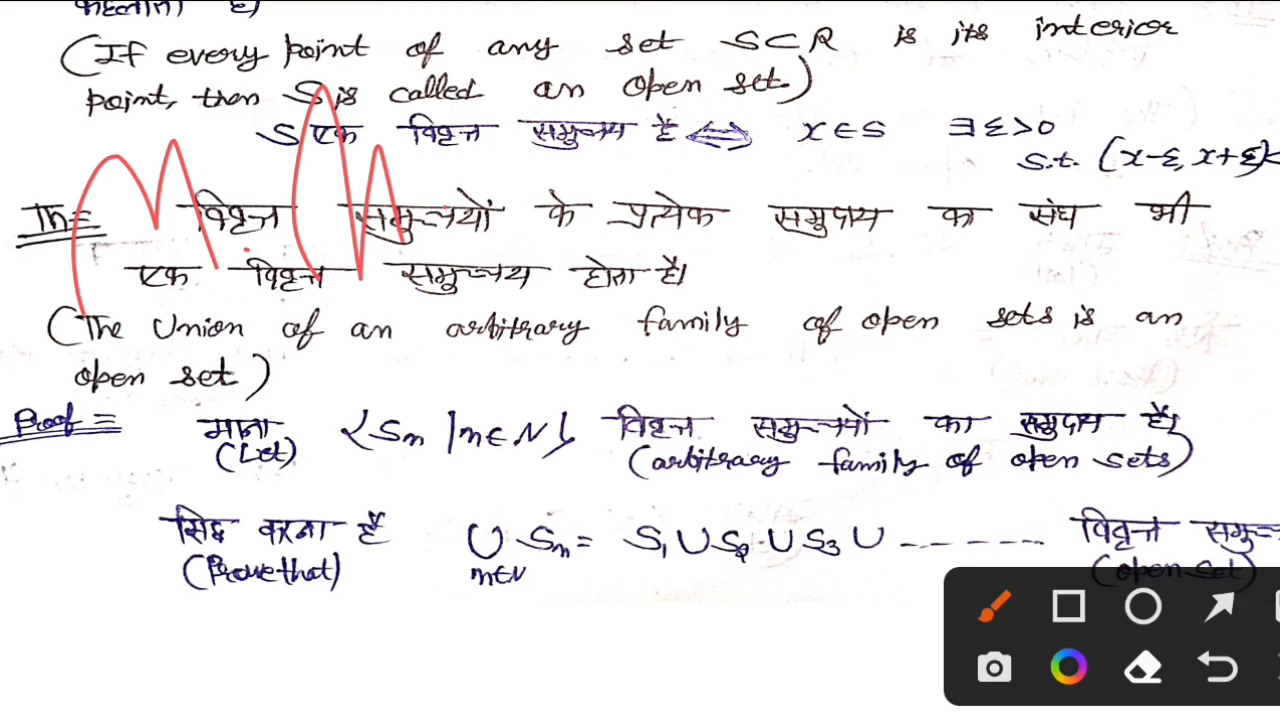 कहलाता है।
(If every point of any set S⊂R is its interior
point, then S is called an open set.)
S एक विवृत्त समुच्चय है ⟺ x∈S ∃ ε>0
s.t. (x-ε, x+ε)⊂
Th= विवृत्त समुच्चयों के प्रत्येक समुदाय का संघ भी
एक विवृत्त समुच्चय होता है।
(The Union of an arbitrary family of open sets is an
open set)
Proof = माना {Sn | n∈N} विवृत्त समुच्चयों का समुदाय है।
(Let) (arbitrary family of open sets)
सिद्ध करना है ∪ Sn = S₁∪S₂∪S₃∪ ------- विवृत्त समुच्च
(Prove that) n∈N (open set)